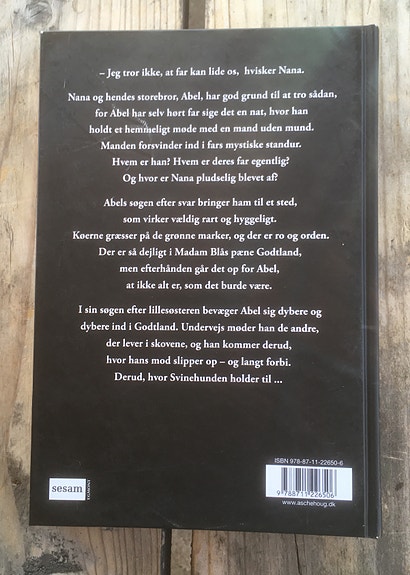 – Jeg tror ikke, at far kan lide os, hvisker Nana.
Nana og hendes storebror, Abel, har god grund til at tro sådan,
for Abel har selv hørt far sige det en nat, hvor han
holdt et hemmeligt møde med en mand uden mund.
Manden forsvinder ind i fars mystiske standur.
Hvem er han? Hvem er deres far egentlig?
Og hvor er Nana pludselig blevet af?
Abels søgen efter svar bringer ham til et sted,
som virker vældig rart og hyggeligt.
Køerne græsser på de grønne marker, og der er ro og orden.
Der er så dejligt i Madam Blås pæne Godtland,
men efterhånden går det op for Abel,
at ikke alt er, som det burde være.
I sin søgen efter lillesøsteren bevæger Abel sig dybere og
dybere ind i Godtland. Undervejs møder han de andre,
der lever i skovene, og han kommer derud,
hvor hans mod slipper op – og langt forbi.
Derud, hvor Svinehunden holder til ...
ISBN 978-87-11-22650-6
9 788711 226506
www.aschehoug.dk
sesam
EGMONT